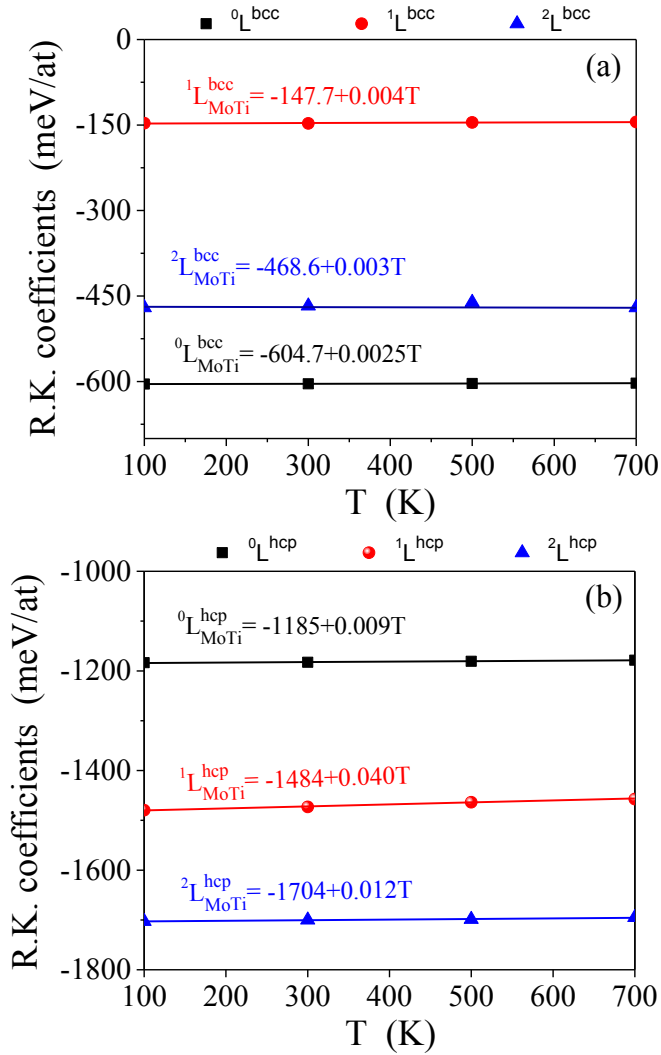 ⁰L^bcc ¹L^bcc ²L^bcc
(a)
0
-150
-300
-450
-600
R.K. coefficients (meV/at)
¹L^bcc_MoTi = -147.7+0.004T
²L^bcc_MoTi = -468.6+0.003T
⁰L^bcc_MoTi = -604.7+0.0025T
100 200 300 400 500 600 700
T (K)
⁰L^hcp ¹L^hcp ²L^hcp
(b)
-1000
-1200
-1400
-1600
-1800
R.K. coefficients (meV/at)
⁰L^hcp_MoTi = -1185+0.009T
¹L^hcp_MoTi = -1484+0.040T
²L^hcp_MoTi = -1704+0.012T
100 200 300 400 500 600 700
T (K)